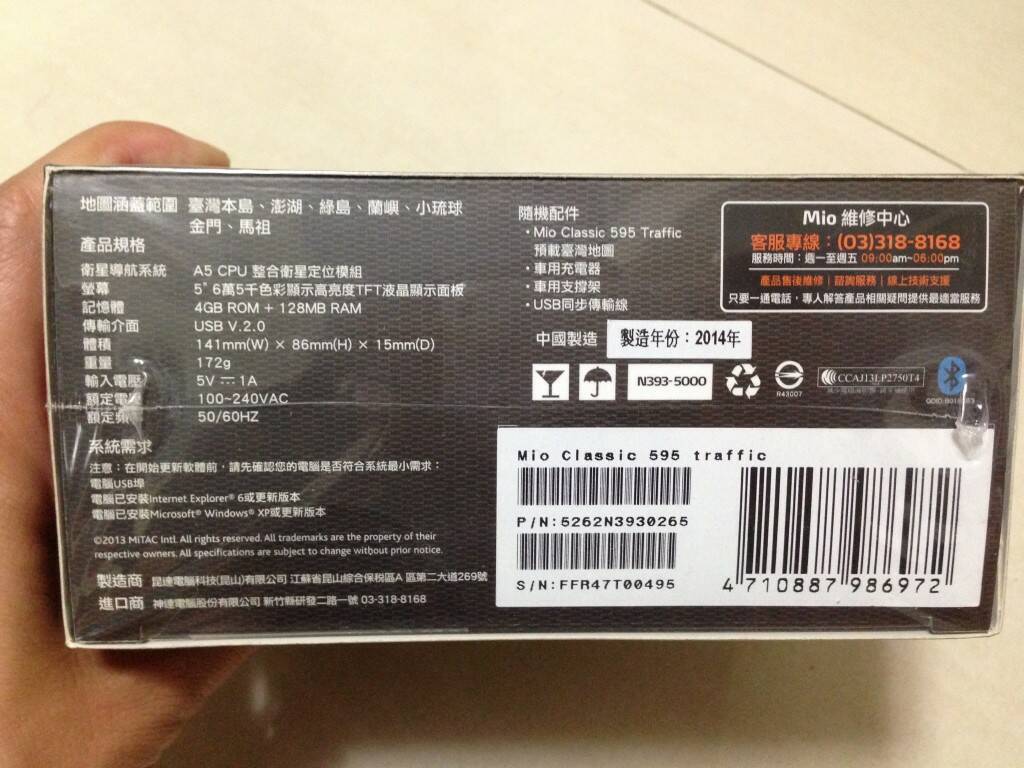 地圖涵蓋範圍 臺灣本島、澎湖、綠島、蘭嶼、小琉球
金門、馬祖
產品規格
衛星導航系統 A5 CPU 整合衛星定位模組
螢幕 5" 6萬5千色彩顯示高亮度TFT液晶顯示面板
記憶體 4GB ROM + 128MB RAM
傳輸介面 USB V.2.0
體積 141mm(W) × 86mm(H) × 15mm(D)
重量 172g
輸入電壓 5V ⎓ 1A
額定電 100~240VAC
額定頻 50/60HZ
系統需求
注意：在開始更新軟體前，請先確認您的電腦是否符合系統最小需求：
電腦USB埠
電腦已安裝Internet Explorer® 6或更新版本
電腦已安裝Microsoft® Windows® XP或更新版本
©2013 MiTAC Intl. All rights reserved. All trademarks are the property of their
respective owners. All specifications are subject to change without prior notice.
製造商 昆達電腦科技(昆山)有限公司 江蘇省昆山綜合保稅區A 區第二大道269號
進口商 神達電腦股份有限公司 新竹縣研發二路一號 03-318-8168
隨機配件
・Mio Classic 595 Traffic
預載臺灣地圖
・車用充電器
・車用支撐架
・USB同步傳輸線
Mio 維修中心
客服專線：(03)318-8168
服務時間：週一至週五 09:00am~06:00pm
產品售後維修 | 諮詢服務 | 線上技術支援
只要一通電話，專人解答產品相關疑問提供最適當服務
中國製造 製造年份：2014年
N393-5000
R43007
CCAJ13LP2750T4
Mio Classic 595 traffic
P/N:5262N3930265
S/N:FFR47T00495
4 710887 986972